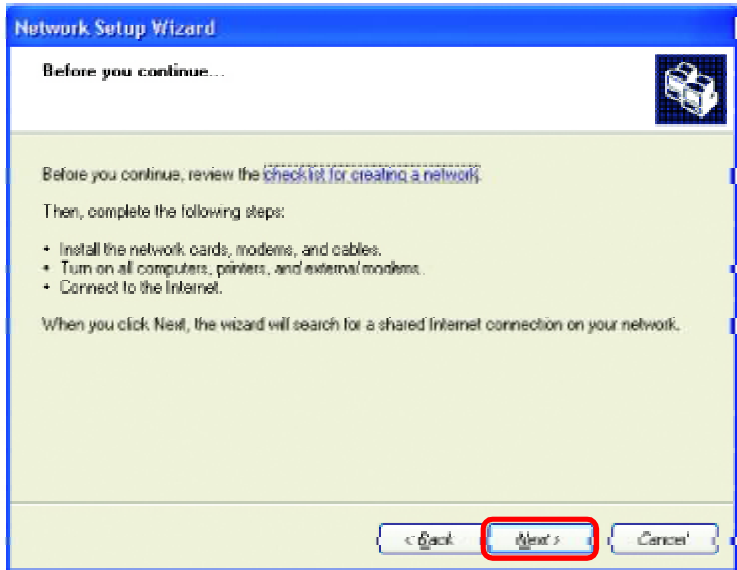 Network Setup Wizard
Before you continue...
Before you continue, review the checklist for creating a network.
Then, complete the following steps:
• Install the network cards, modems, and cables.
• Turn on all computers, printers, and external modems.
• Connect to the Internet.
When you click Next, the wizard will search for a shared Internet connection on your network.
< Back Next > Cancel